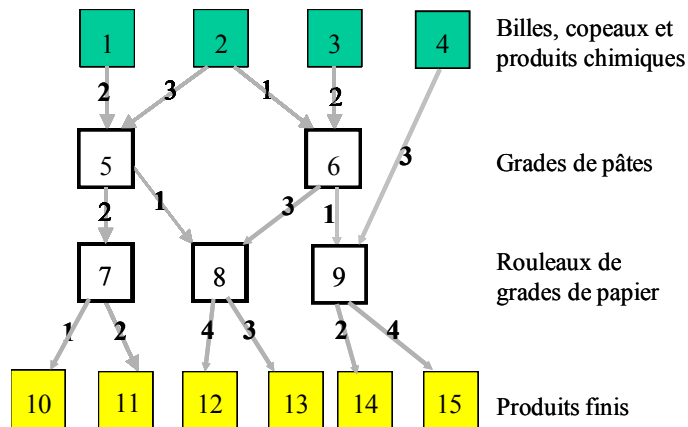 1 2 3 4 Billes, copeaux et
produits chimiques
2 3 1 2
3
5 6 Grades de pâtes
2 1 3 1
7 8 9 Rouleaux de
grades de papier
1 2 4 3 2 4
10 11 12 13 14 15 Produits finis